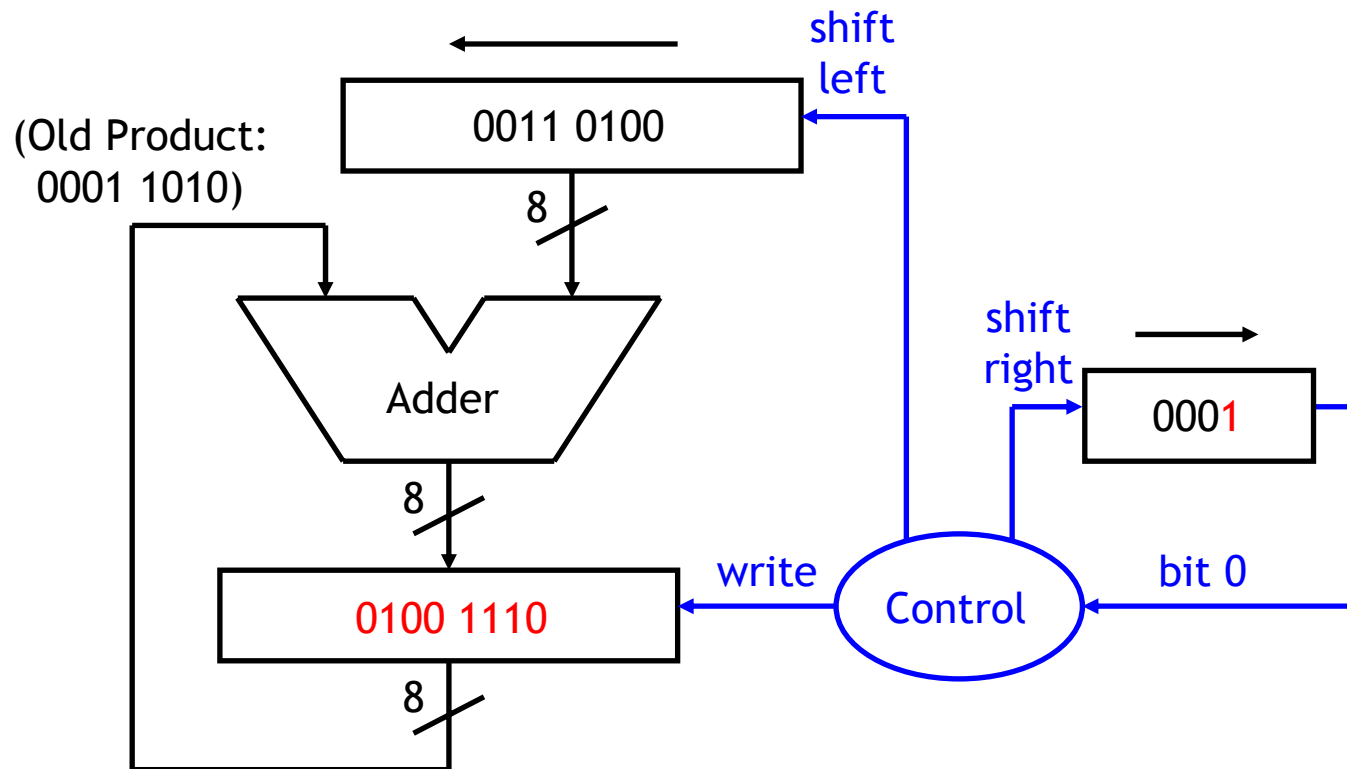 shift
left
0011 0100
(Old Product:
0001 1010)
8
shift
right
Adder
0001
8
write
bit 0
Control
0100 1110
8